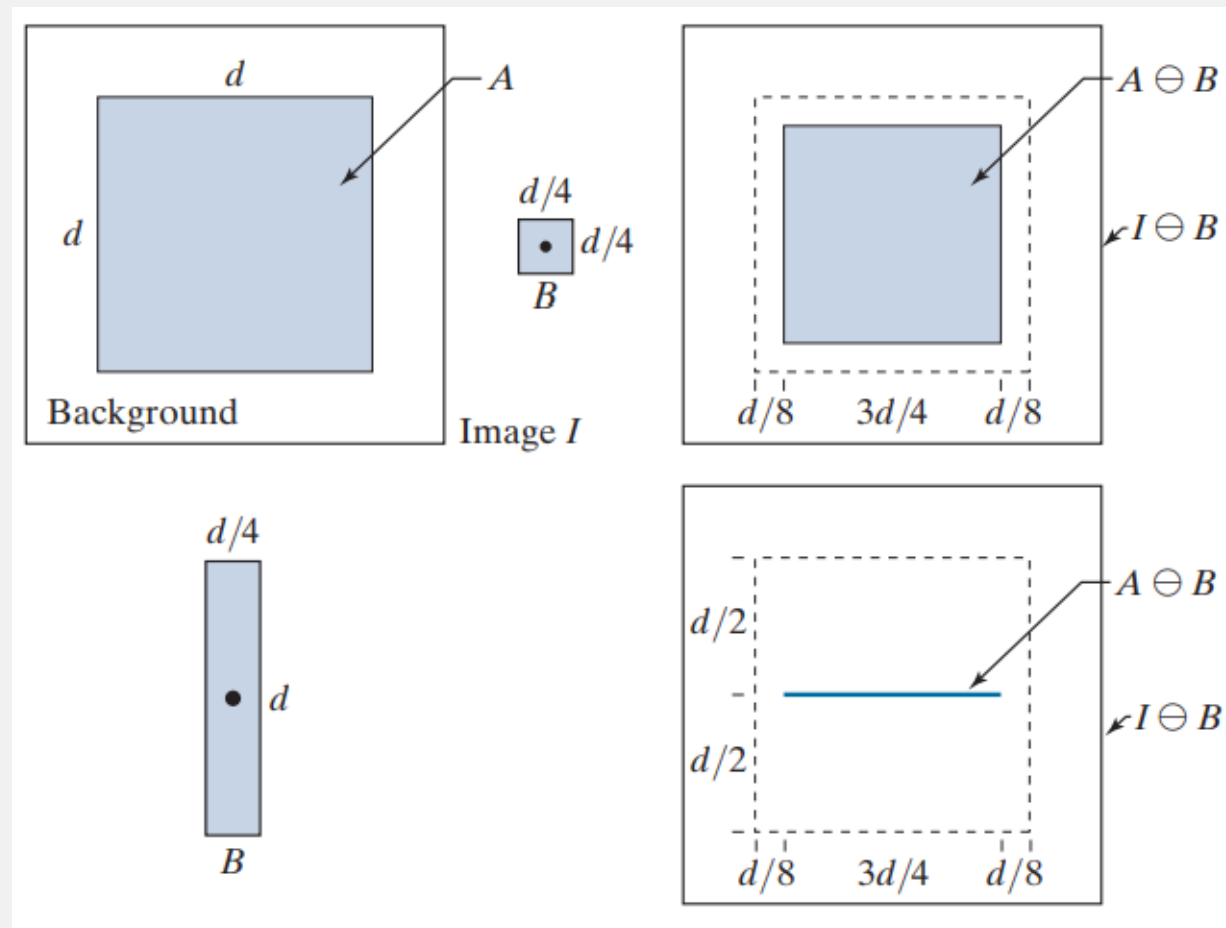 d
A
A ⊖ B
d/4
d
d/4
I ⊖ B
B
Background
Image I
d/8 3d/4 d/8
d/4
A ⊖ B
d/2
d
I ⊖ B
d/2
B
d/8 3d/4 d/8